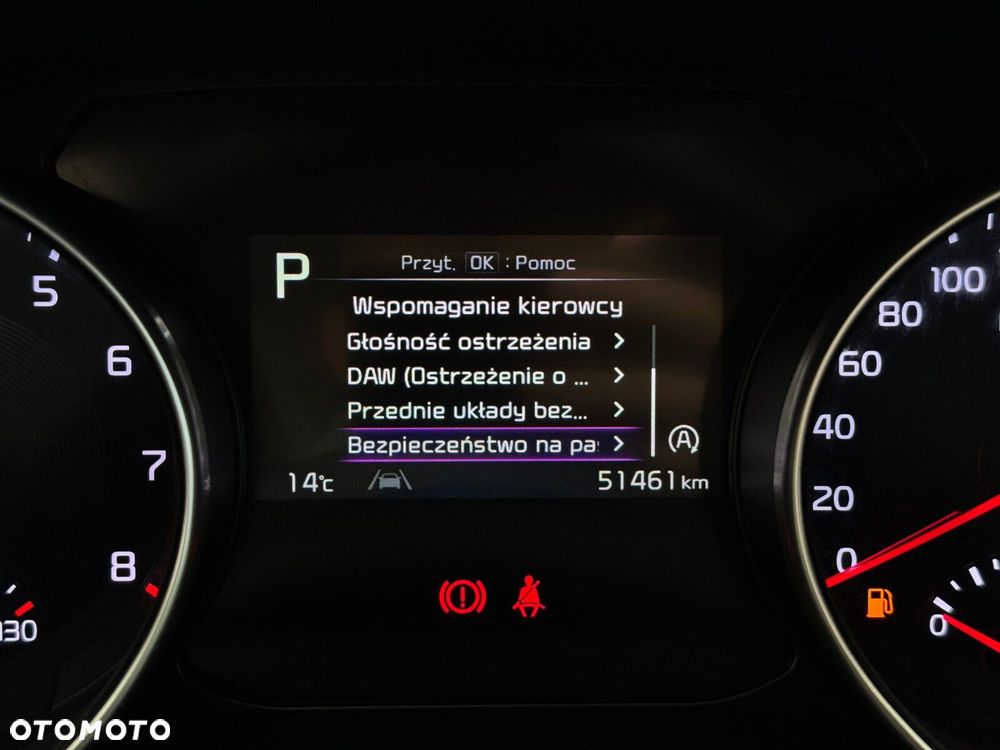 P
Przyt. OK : Pomoc
Wspomaganie kierowcy
Głośność ostrzeżenia
DAW (Ostrzeżenie o ...
Przednie układy bez...
Bezpieczeństwo na pa
A
14°C
51461 km
5
6
7
8
130
100
80
60
40
20
0
0
OTOMOTO